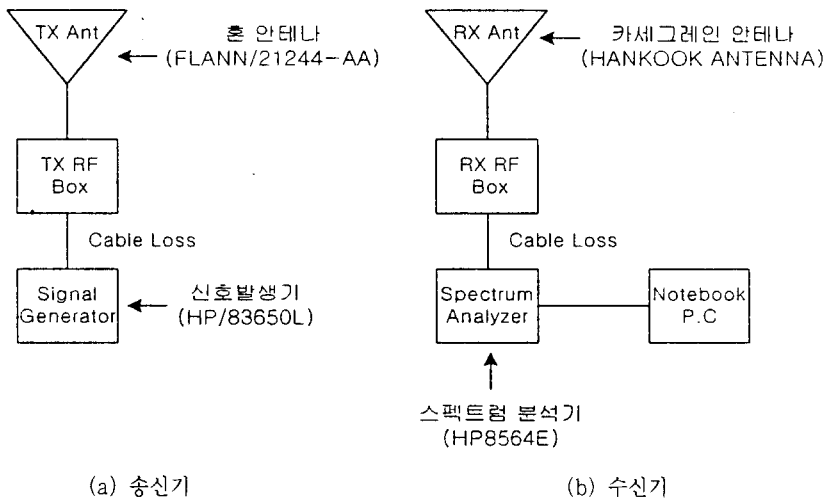 TX Ant
혼 안테나
(FLANN/21244-AA)
TX RF
Box
Cable Loss
Signal
Generator
신호발생기
(HP/83650L)
(a) 송신기
RX Ant
카세그레인 안테나
(HANKOOK ANTENNA)
RX RF
Box
Cable Loss
Spectrum
Analyzer
Notebook
P.C
스펙트럼 분석기
(HP8564E)
(b) 수신기